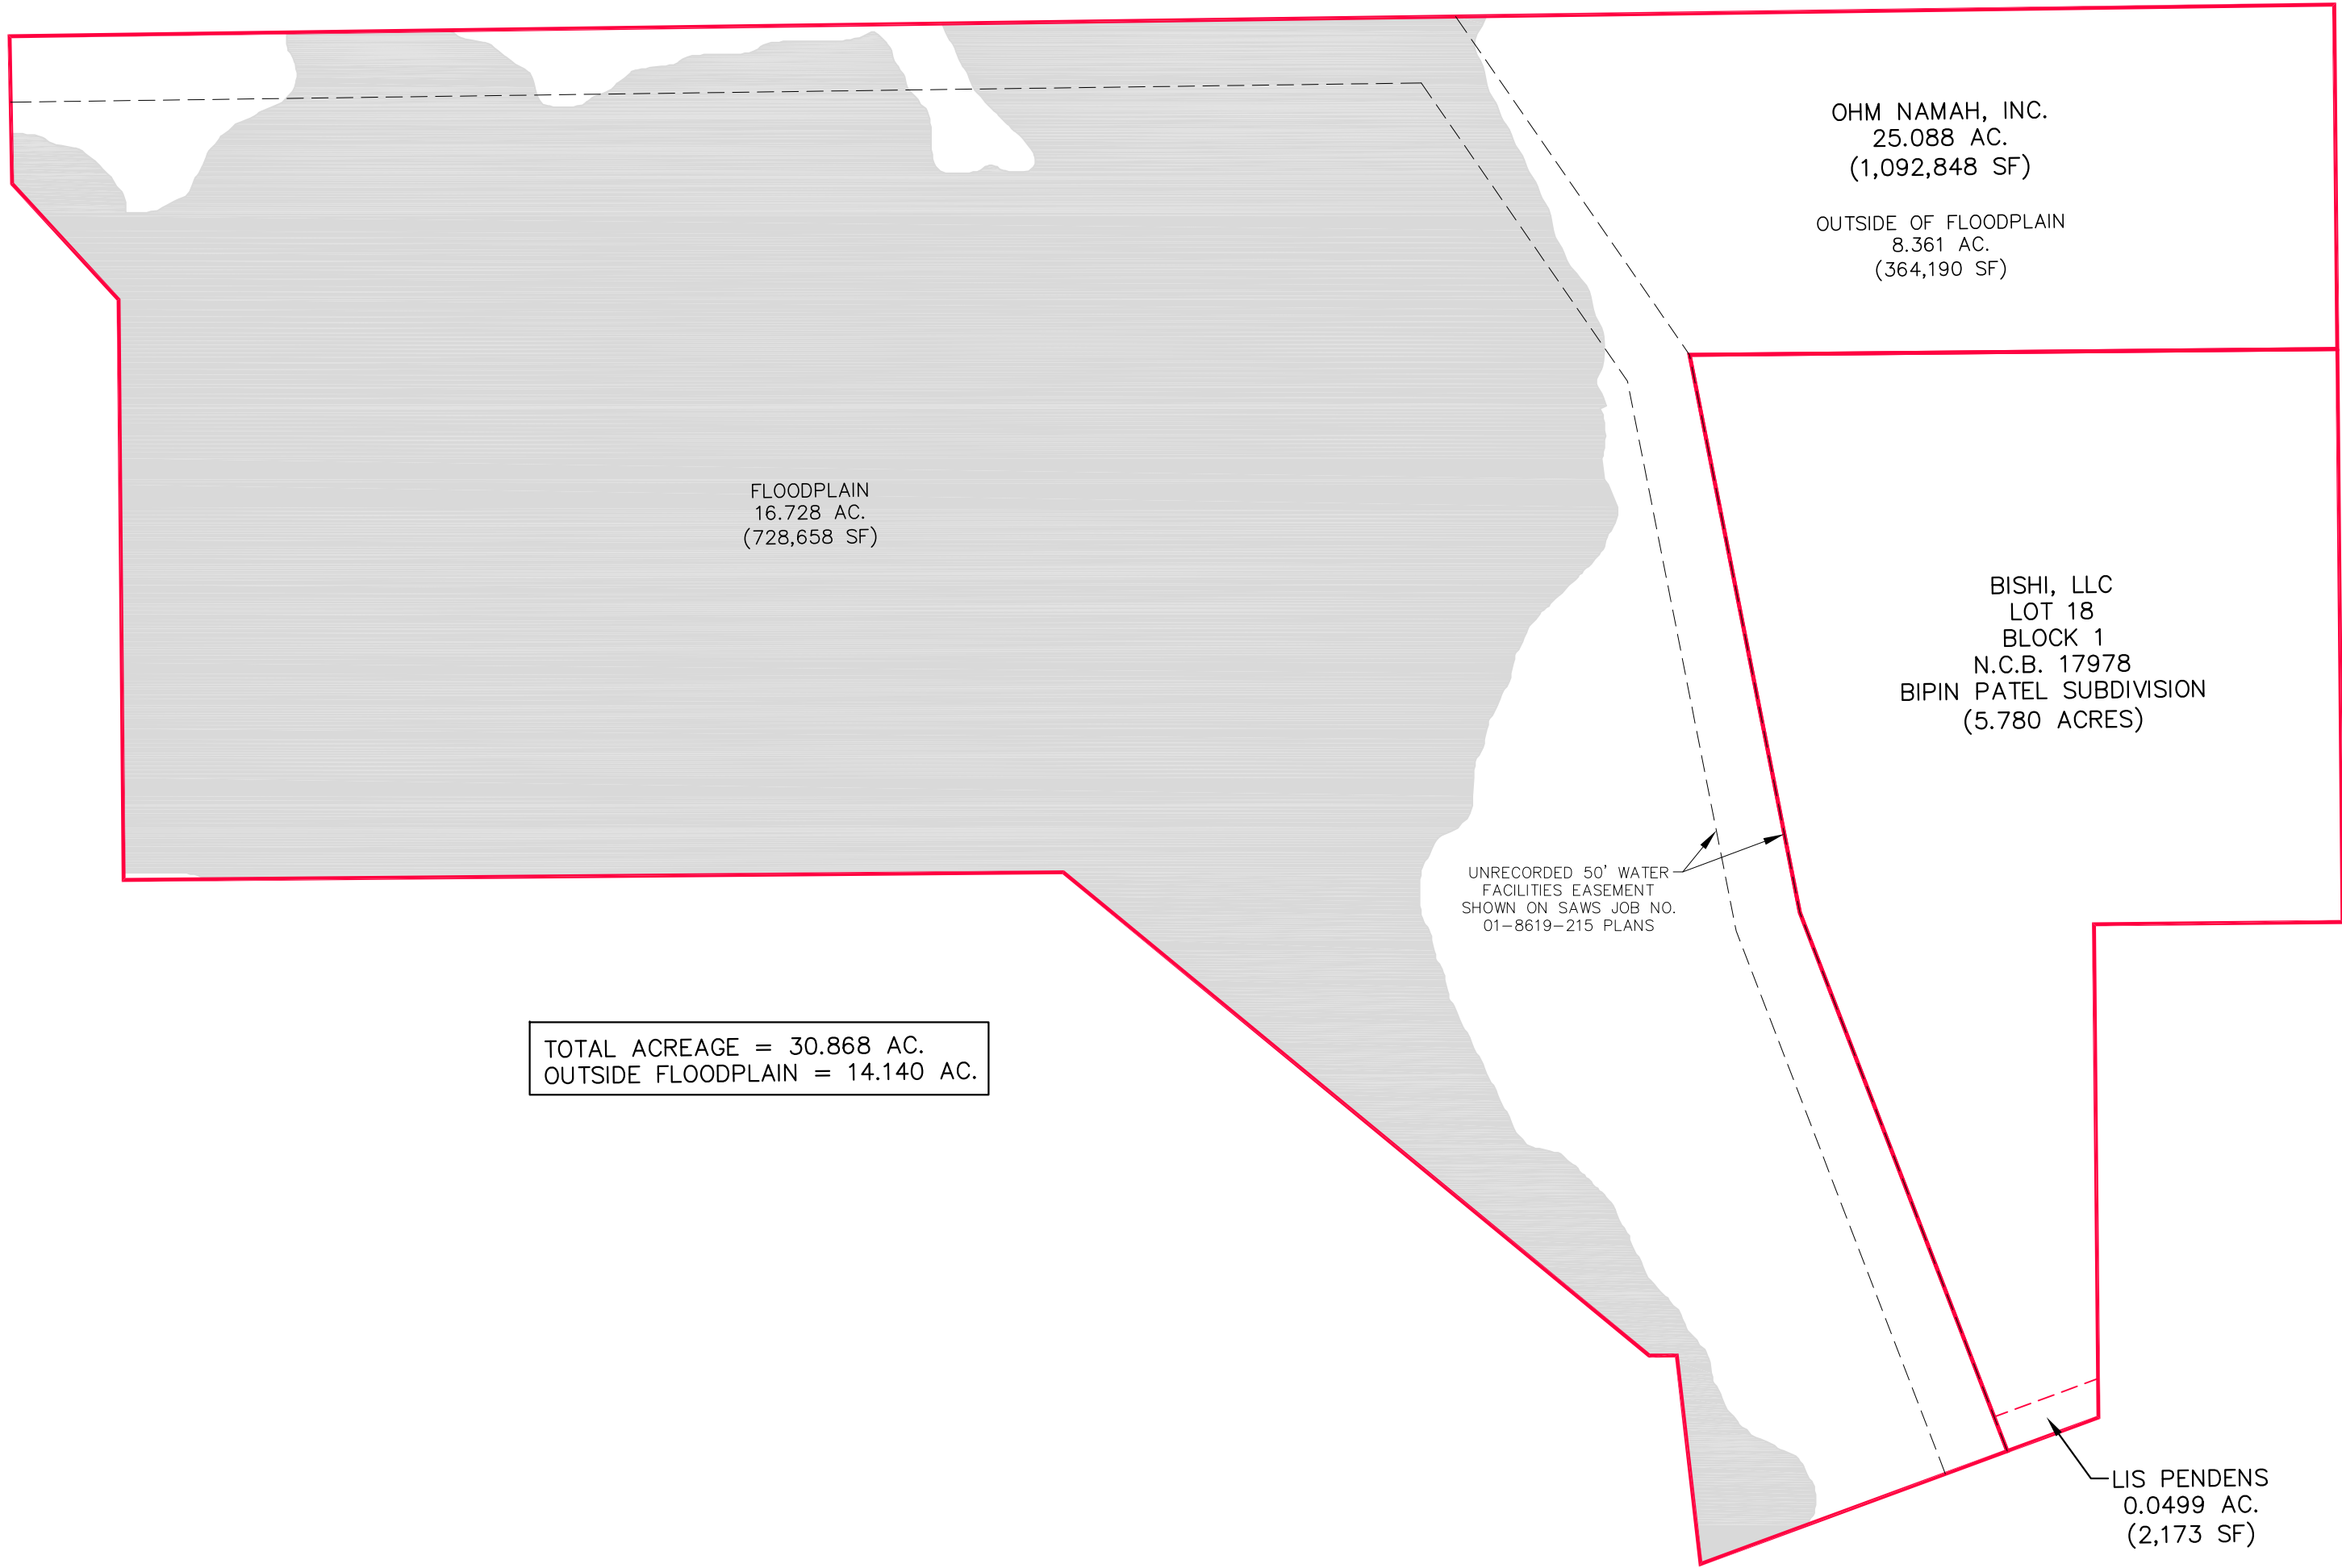 OHM NAMAH, INC.
25.088 AC.
(1,092,848 SF)
OUTSIDE OF FLOODPLAIN
8.361 AC.
(364,190 SF)
FLOODPLAIN
16.728 AC.
(728,658 SF)
BISHI, LLC
LOT 18
BLOCK 1
N.C.B. 17978
BIPIN PATEL SUBDIVISION
(5.780 ACRES)
UNRECORDED 50' WATER
FACILITIES EASEMENT
SHOWN ON SAWS JOB NO.
01-8619-215 PLANS
TOTAL ACREAGE = 30.868 AC.
OUTSIDE FLOODPLAIN = 14.140 AC.
LIS PENDENS
0.0499 AC.
(2,173 SF)